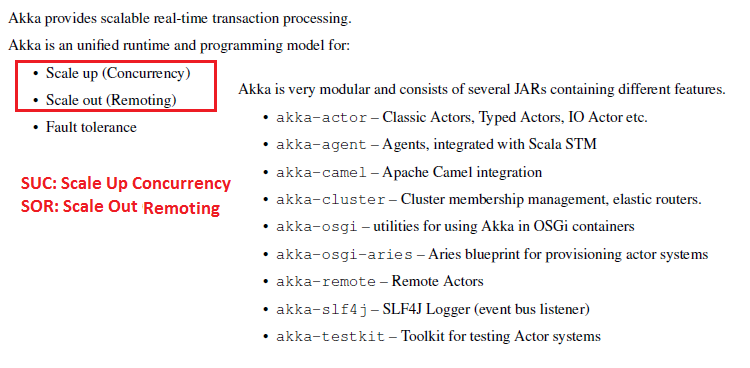 Akka provides scalable real-time transaction processing.
Akka is an unified runtime and programming model for:
• Scale up (Concurrency)
• Scale out (Remoting)
• Fault tolerance
SUC: Scale Up Concurrency
SOR: Scale Out Remoting
Akka is very modular and consists of several JARs containing different features.
• akka-actor – Classic Actors, Typed Actors, IO Actor etc.
• akka-agent – Agents, integrated with Scala STM
• akka-camel – Apache Camel integration
• akka-cluster – Cluster membership management, elastic routers.
• akka-osgi – utilities for using Akka in OSGi containers
• akka-osgi-aries – Aries blueprint for provisioning actor systems
• akka-remote – Remote Actors
• akka-slf4j – SLF4J Logger (event bus listener)
• akka-testkit – Toolkit for testing Actor systems